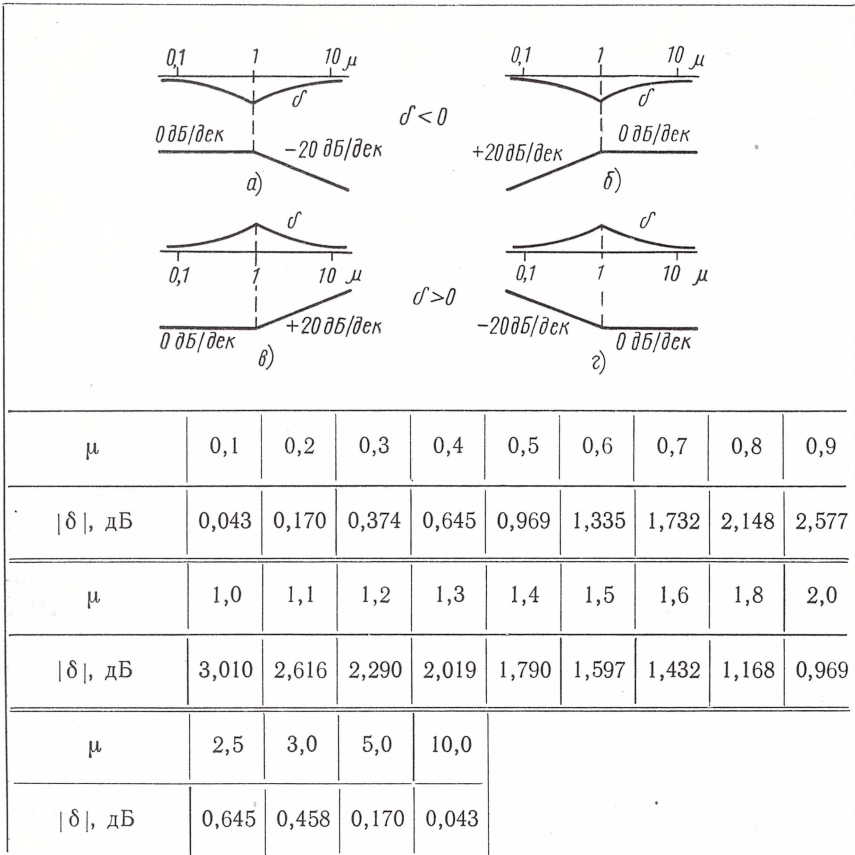 0,1 1 10 μ 0,1 1 10 μ
δ δ
δ<0
0 дБ/дек −20 дБ/дек +20 дБ/дек 0 дБ/дек
а) б)
δ δ
0,1 1 10 μ 0,1 1 10 μ
δ>0
0 дБ/дек +20 дБ/дек −20 дБ/дек 0 дБ/дек
в) г)
μ 0,1 0,2 0,3 0,4 0,5 0,6 0,7 0,8 0,9
|δ|, дБ 0,043 0,170 0,374 0,645 0,969 1,335 1,732 2,148 2,577
μ 1,0 1,1 1,2 1,3 1,4 1,5 1,6 1,8 2,0
|δ|, дБ 3,010 2,616 2,290 2,019 1,790 1,597 1,432 1,168 0,969
μ 2,5 3,0 5,0 10,0
|δ|, дБ 0,645 0,458 0,170 0,043